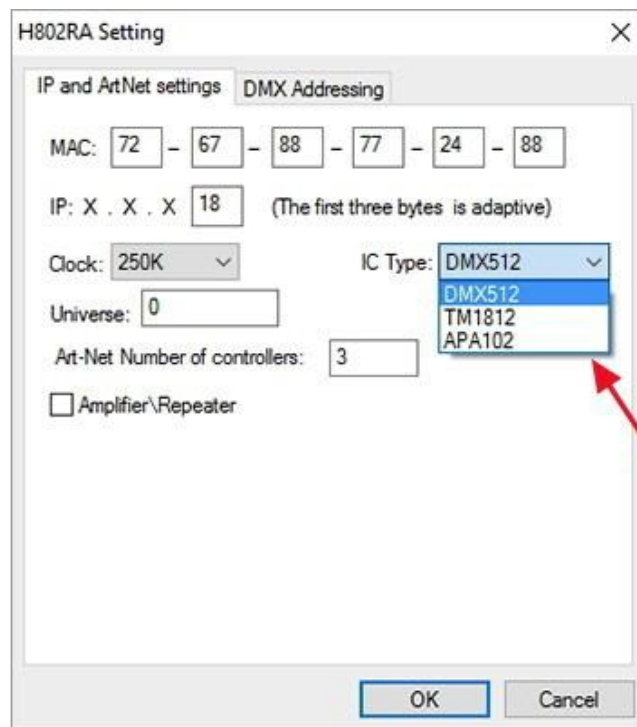 H802RA Setting
IP and ArtNet settings DMX Addressing
MAC: 72 - 67 - 88 - 77 - 24 - 88
IP: X . X . X 18 (The first three bytes is adaptive)
Clock: 250K IC Type: DMX512
DMX512
Universe: 0 TM1812
APA102
Art-Net Number of controllers: 3
Amplifier\Repeater
OK Cancel